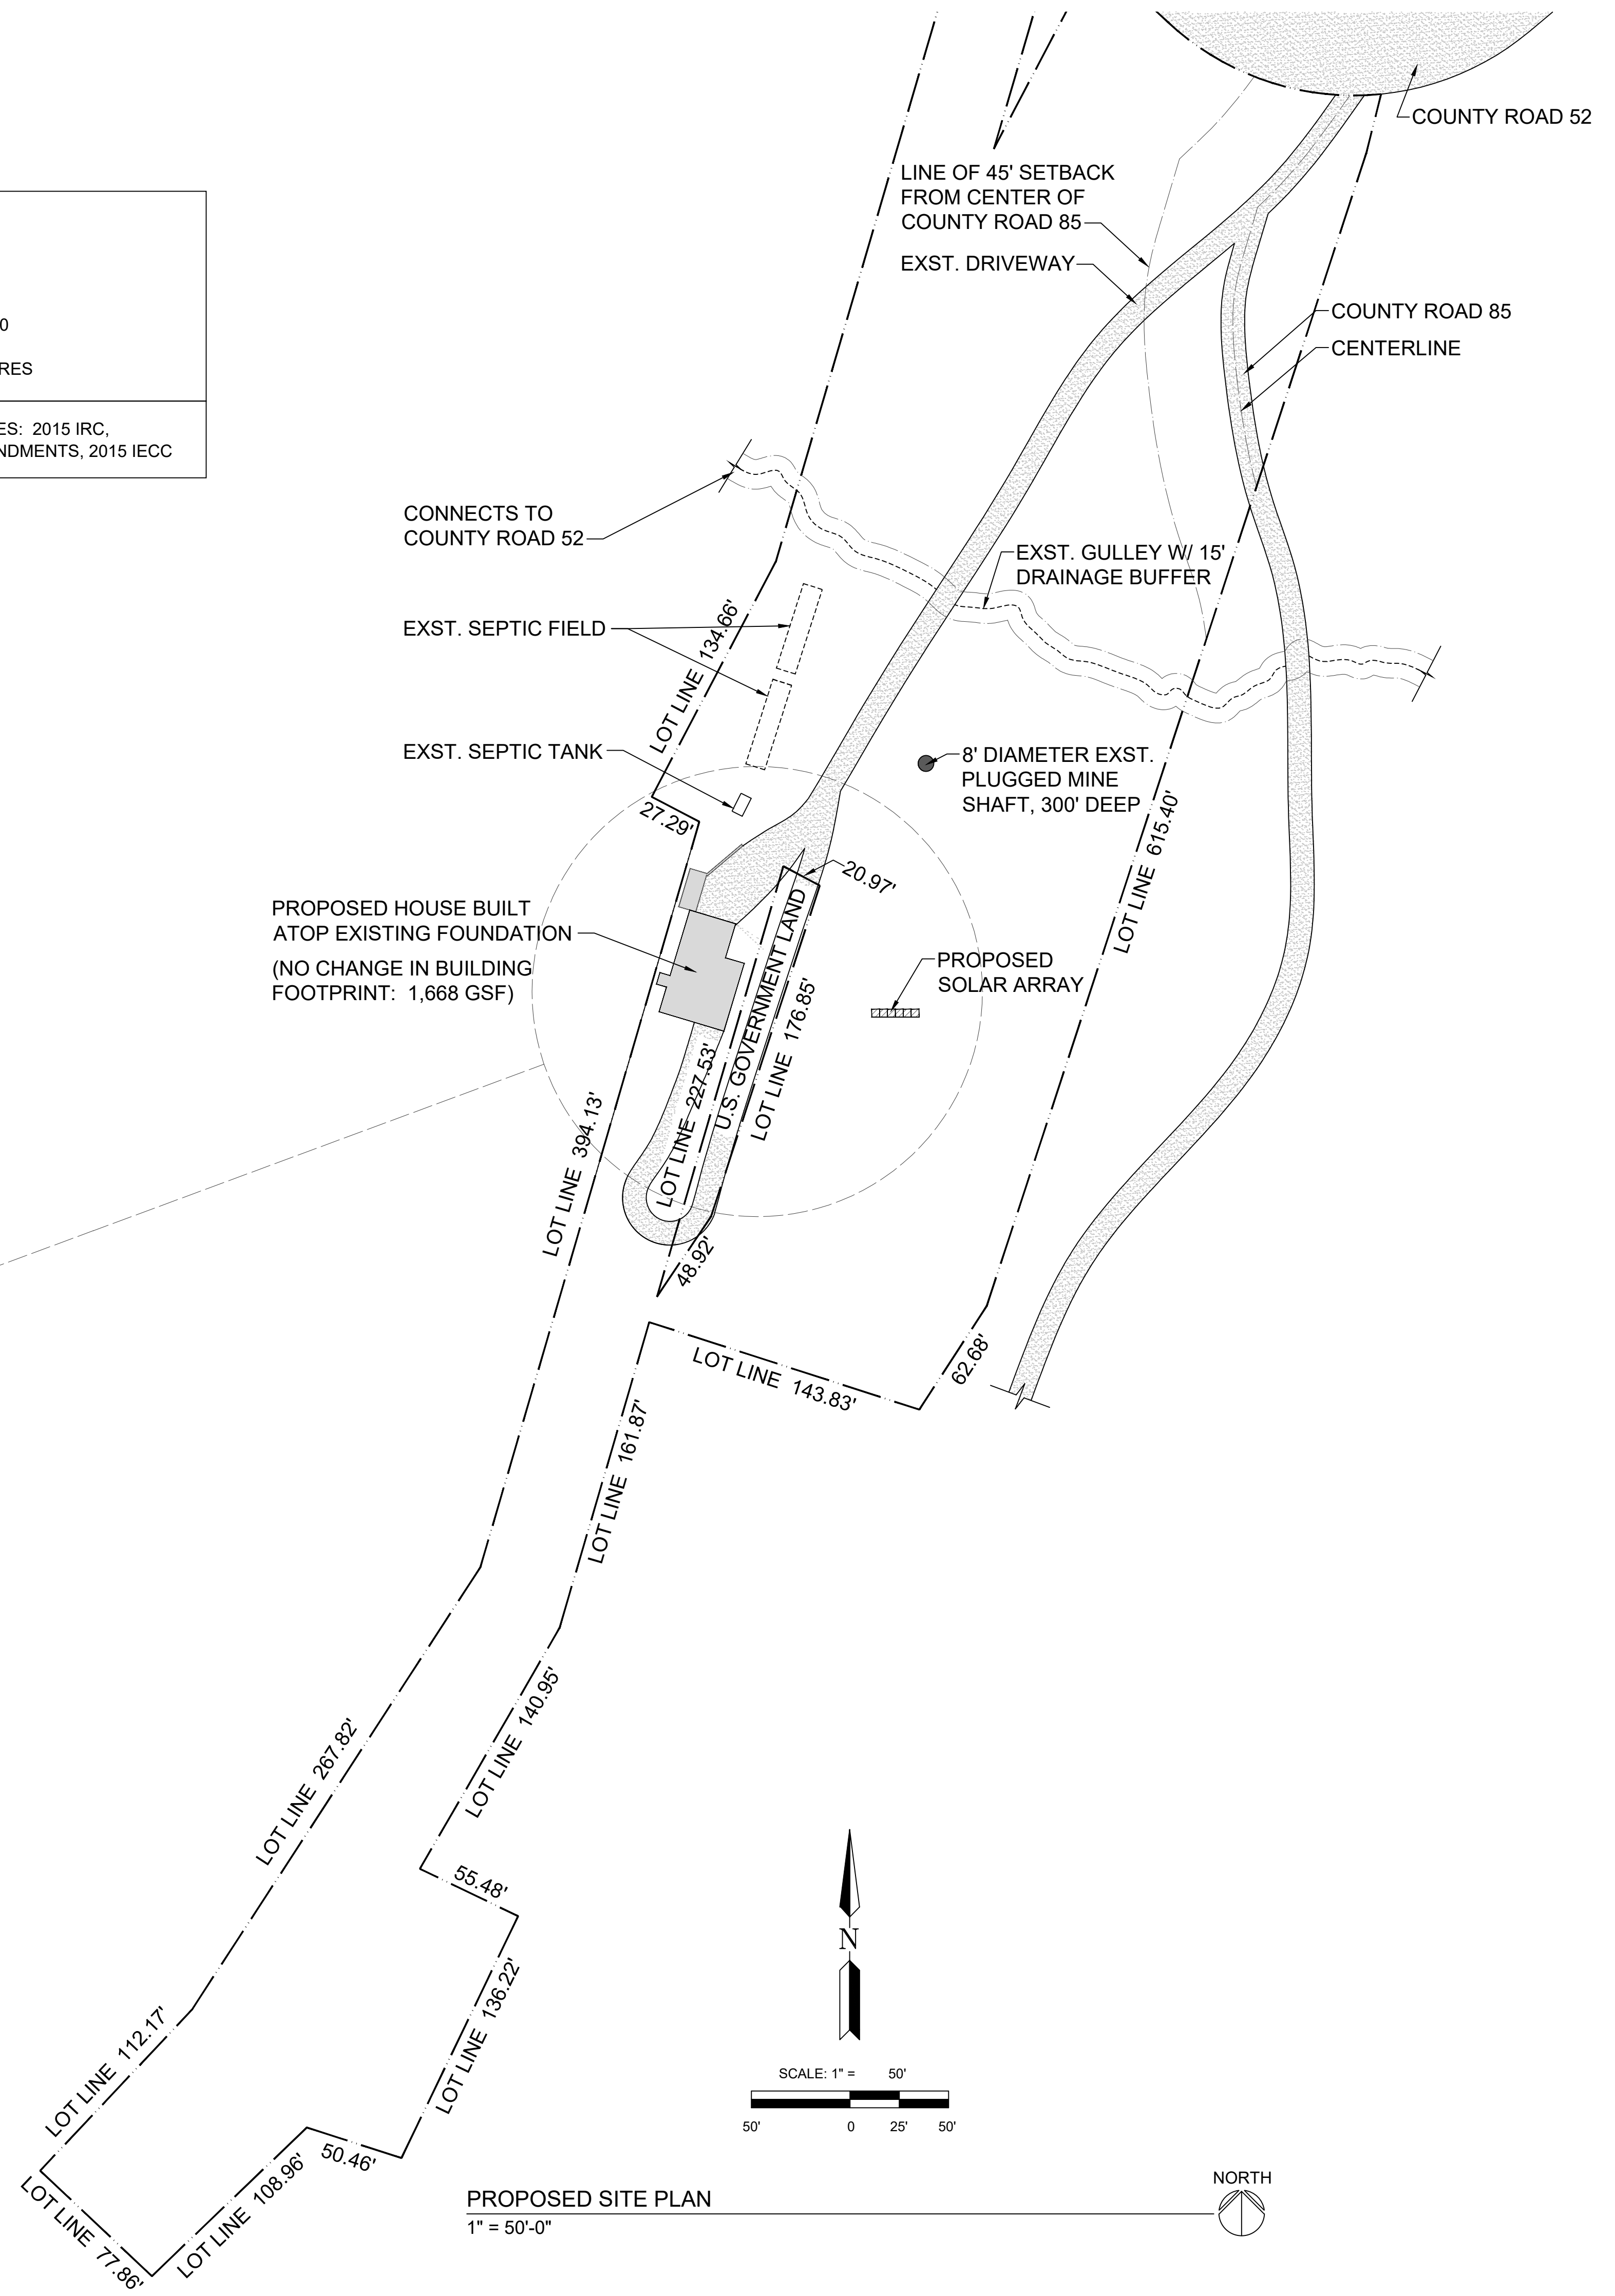 COUNTY ROAD 52
LINE OF 45' SETBACK
FROM CENTER OF
COUNTY ROAD 85
EXST. DRIVEWAY
COUNTY ROAD 85
CENTERLINE
0
RES
ES: 2015 IRC,
NDMENTS, 2015 IECC
CONNECTS TO
COUNTY ROAD 52
EXST. GULLEY W/ 15'
DRAINAGE BUFFER
EXST. SEPTIC FIELD
LOT LINE 134.66'
EXST. SEPTIC TANK
8' DIAMETER EXST.
PLUGGED MINE
SHAFT, 300' DEEP
27.29'
LOT LINE 615.40'
20.97'
PROPOSED HOUSE BUILT
ATOP EXISTING FOUNDATION
(NO CHANGE IN BUILDING
FOOTPRINT: 1,668 GSF)
PROPOSED
SOLAR ARRAY
U.S. GOVERNMENT LAND
LOT LINE 176.85'
LOT LINE 227.53'
LOT LINE 394.13'
48.92'
62.68'
LOT LINE 143.83'
LOT LINE 161.87'
LOT LINE 140.95'
LOT LINE 267.82'
55.48'
LOT LINE 136.22'
N
LOT LINE 112.17'
SCALE: 1" = 50'
50' 0 25' 50'
50.46'
LOT LINE 108.96'
LOT LINE 77.86'
PROPOSED SITE PLAN
NORTH
1" = 50'-0"